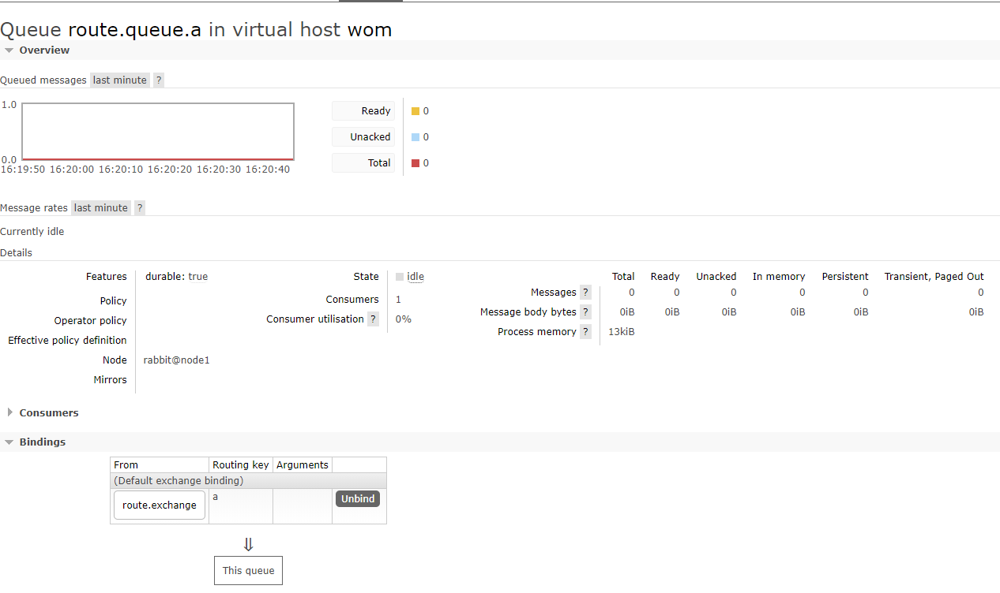 Queue route.queue.a in virtual host wom
Overview
Queued messages last minute ?
1.0
0.0
16:19:50 16:20:00 16:20:10 16:20:20 16:20:30 16:20:40
Ready 0
Unacked 0
Total 0
Message rates last minute ?
Currently idle
Details
Features durable: true
Policy
Operator policy
Effective policy definition
Node rabbit@node1
Mirrors
State idle
Consumers 1
Consumer utilisation ? 0%
Total Ready Unacked In memory Persistent Transient, Paged Out
Messages ? 0 0 0 0 0 0
Message body bytes ? 0iB 0iB 0iB 0iB 0iB 0iB
Process memory ? 13kiB
Consumers
Bindings
From Routing key Arguments
(Default exchange binding)
route.exchange a Unbind
⇓
This queue